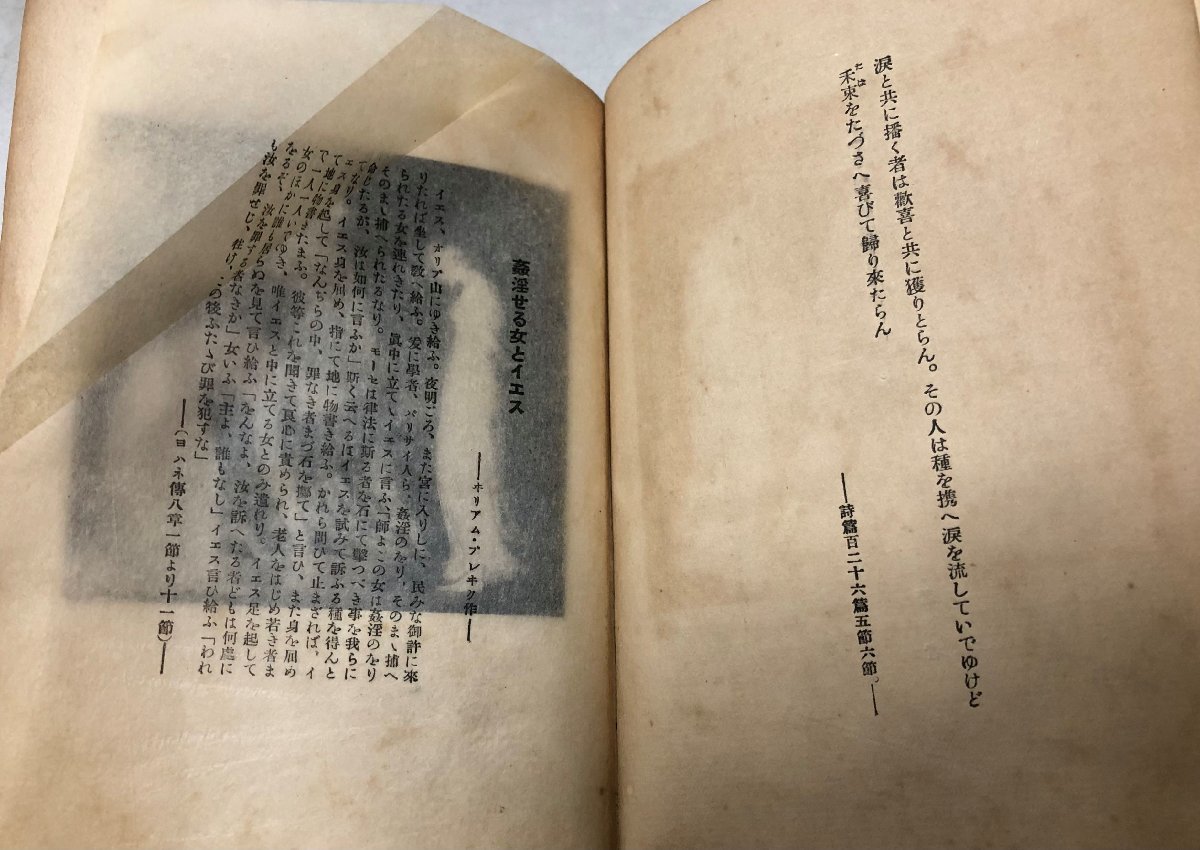 涙と共に播く者は歡喜と共に獲りとらん。その人は種を携へ涙を流していでゆけど
禾束をたづさへ喜びて歸り來たらん
たは
──詩篇百二十六篇五節六節。──
姦淫せる女とイエス
──ヰリアム・ブレヰク作──
イエス、オリブ山にゆき給ふ。夜明ごろ、また宮に入りしに、民みな御許に來
りたれば坐して敎へ給ふ。爰に學者、パリサイ人ら、姦淫のをり、そのまゝ捕へ
られたる女を連れきたり、眞中に立てゝイエスに言ふ、「師よこの女は姦淫のをり
そのまゝ捕へられたるなり。モーセは律法に斯る者を石にて擊つべき事を我らに
命じたるが、汝は如何に言ふか」斯く云へるはイエスを試みて訴ふる種を得んと
てなり。イエス身を屈め、指にて地に物書き給ふ。かれら問ひて止まざれば、イ
エス身を起して「なんぢらの中、罪なき者まづ石を擲て」と言ひ、また身を屈め
て地に物書きたまふ。彼等これを聞きて良心に責められ、老人をはじめ若き者ま
で一人一人いでゆき、唯イエスと中に立てる女とのみ遺れり。イエス身を起して
女のほかに誰も居らぬを見て言ひ給ふ「をんなよ、汝を訴へたる者どもは何處に
をるぞ、汝を罪する者なきか」女いふ「主よ、誰もなし」イエス言ひ給ふ「われ
も汝を罪せじ、往け、この後ふたゝび罪を犯すな」
──(ヨハネ傳八章一節より十一節)